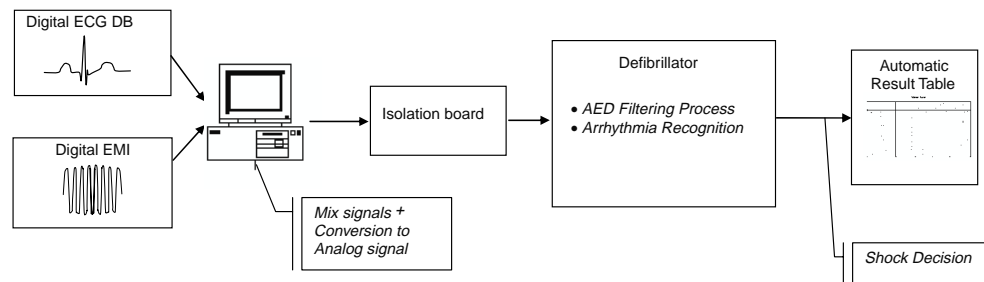 Digital ECG DB
Digital EMI
Mix signals +
Conversion to
Analog signal
Isolation board
Defibrillator
• AED Filtering Process
• Arrhythmia Recognition
Automatic
Result Table
Shock Decision